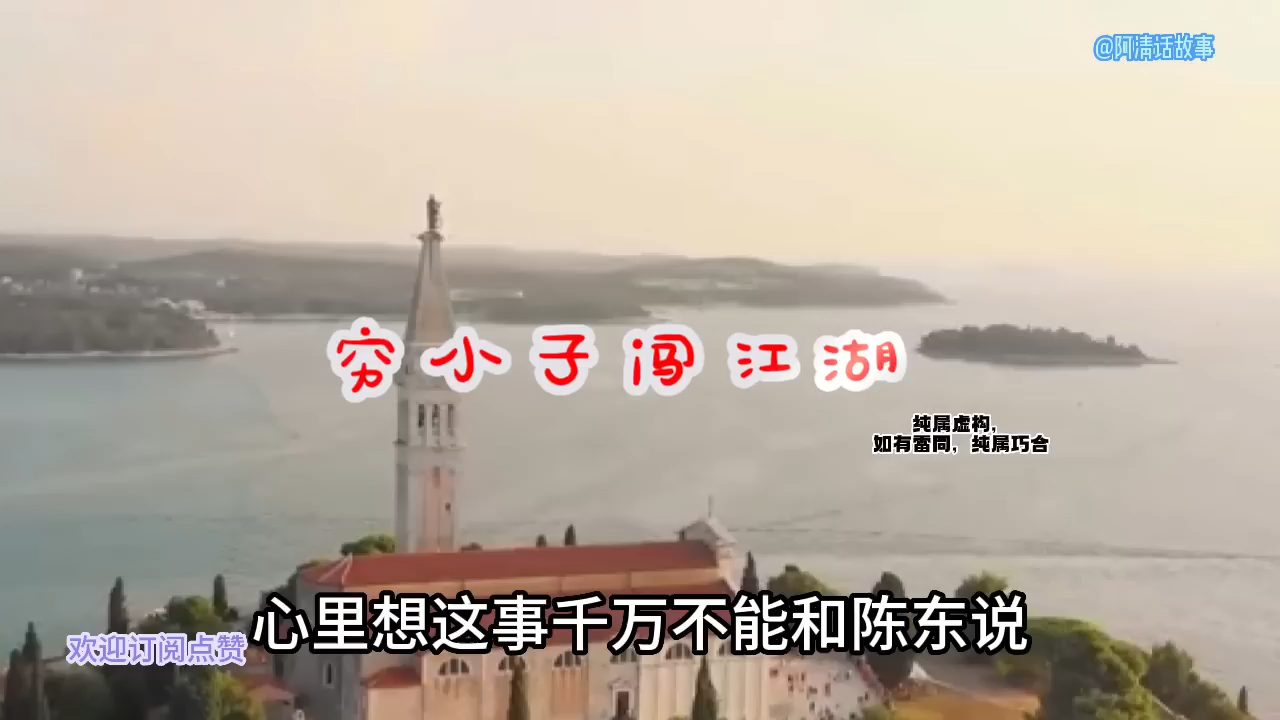 @阿清话故事
穷小子闯江湖
纯属虚构，
如有雷同，纯属巧合
心里想这事千万不能和陈东说
欢迎订阅点赞